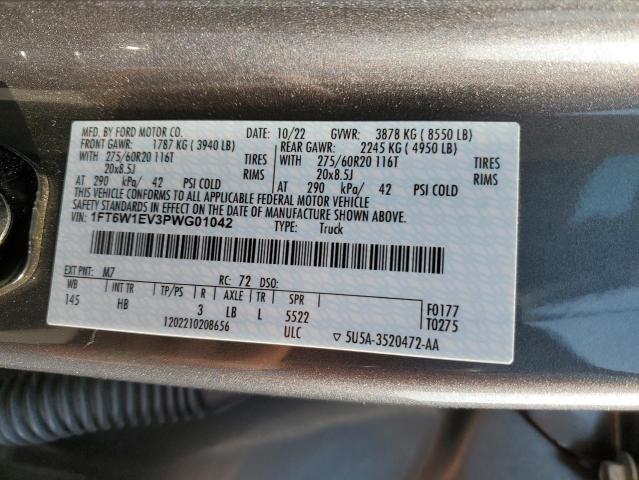 MFD. BY FORD MOTOR CO. 10/22 GVWR: 3878 KG ( 8550 LB)
FRONT GAWR: 1787 KG ( 3940 LB) REAR GAWR: 2245 KG ( 4950 LB)
WITH 275/60R20 116T TIRES WITH 275/60R20 116T TIRES
20x8.5J RIMS 20x8.5J RIMS
AT 290 kPa/ 42 PSI COLD AT 290 kPa/ 42 PSI COLD
THIS VEHICLE CONFORMS TO ALL APPLICABLE FEDERAL MOTOR VEHICLE
SAFETY STANDARDS IN EFFECT ON THE DATE OF MANUFACTURE SHOWN ABOVE.
VIN: 1FT6W1EV3PWG01042 TYPE: Truck
EXT PNT: M7 RC: 72 DSO:
WB HB TP/PS R AXLE TR SPR F0177
145 3 LB L 5522 T0275
1202210208656 ULC 5U5A-3520472-AA